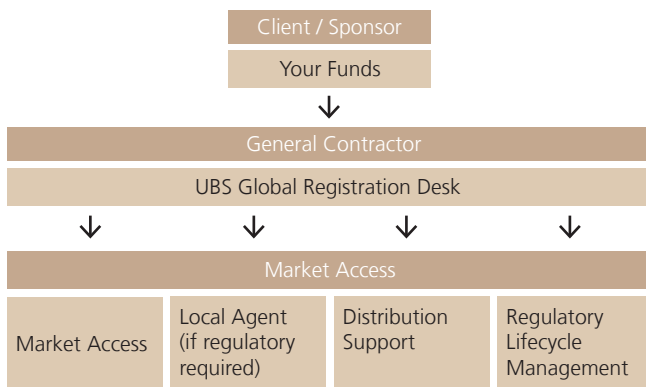 Client / Sponsor
Your Funds
General Contractor
UBS Global Registration Desk
Market Access
Market Access
Local Agent
(if regulatory
required)
Distribution
Support
Regulatory
Lifecycle
Management